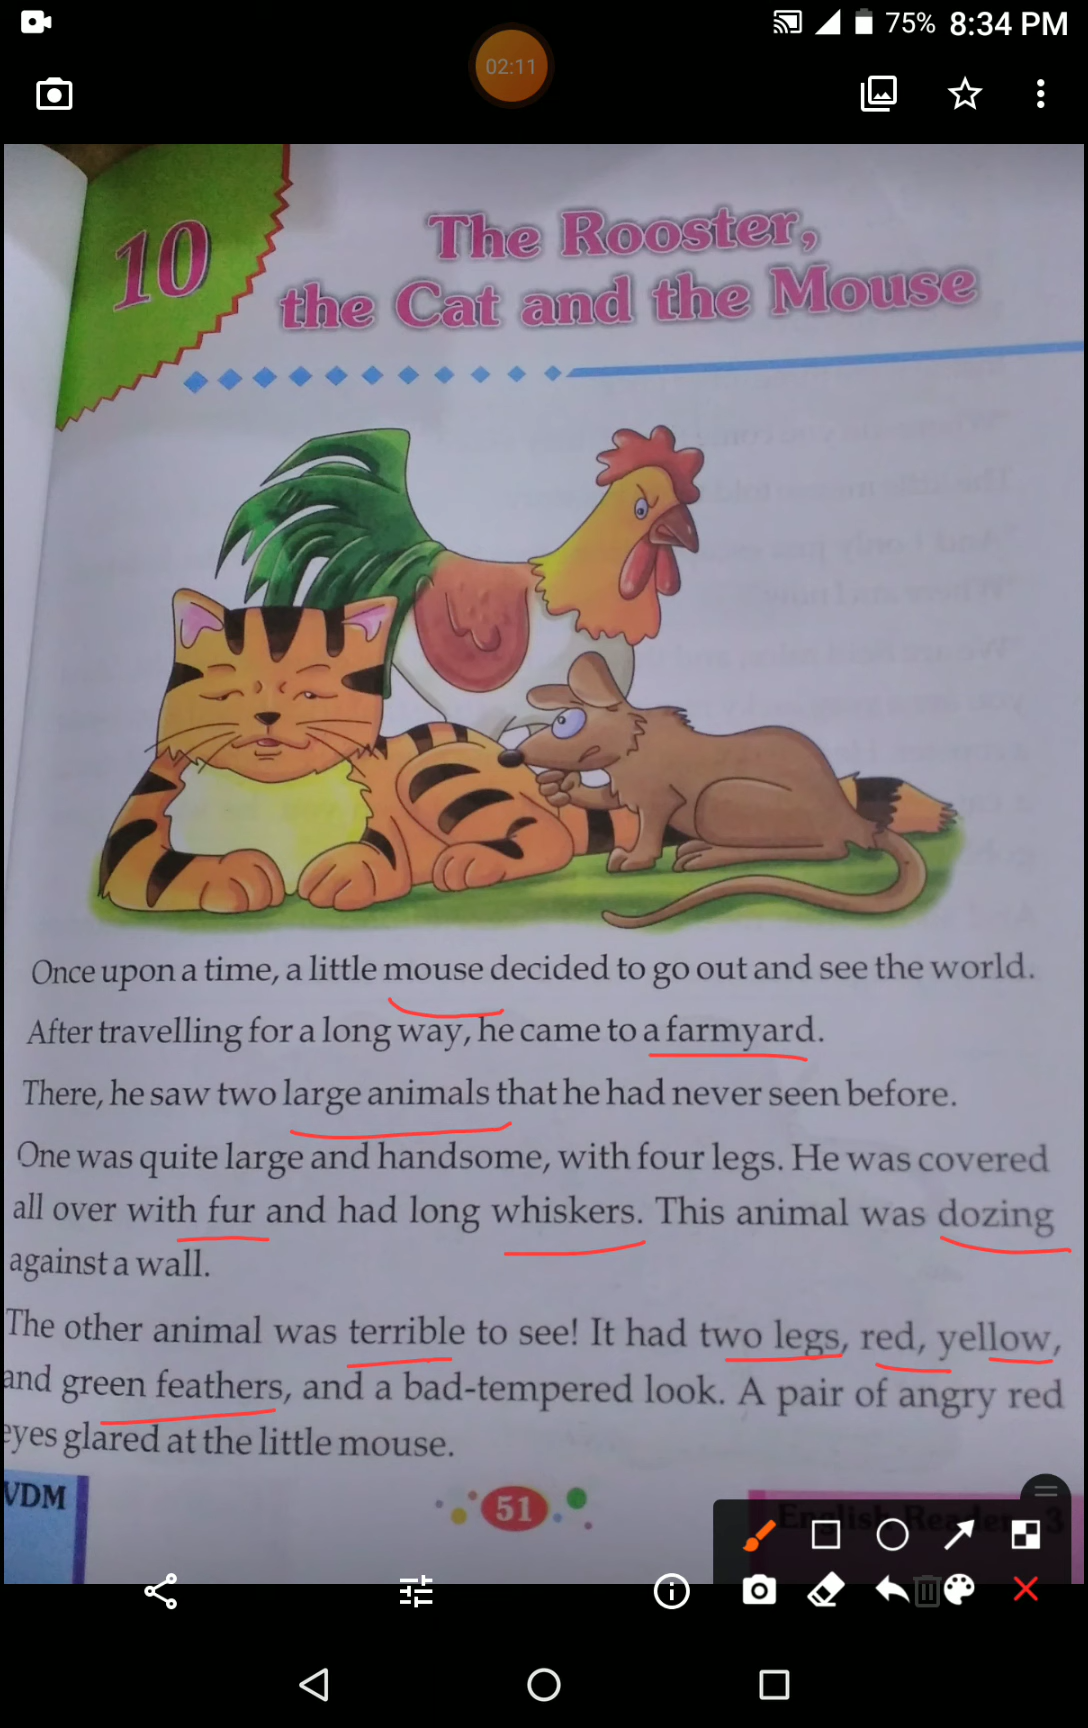 75% 8:34 PM
02:11
10
The Rooster,
the Cat and the Mouse
Once upon a time, a little mouse decided to go out and see the world.
After travelling for a long way, he came to a farmyard.
There, he saw two large animals that he had never seen before.
One was quite large and handsome, with four legs. He was covered
all over with fur and had long whiskers. This animal was dozing
against a wall.
The other animal was terrible to see! It had two legs, red, yellow,
and green feathers, and a bad-tempered look. A pair of angry red
eyes glared at the little mouse.
VDM
51
English Reader 3